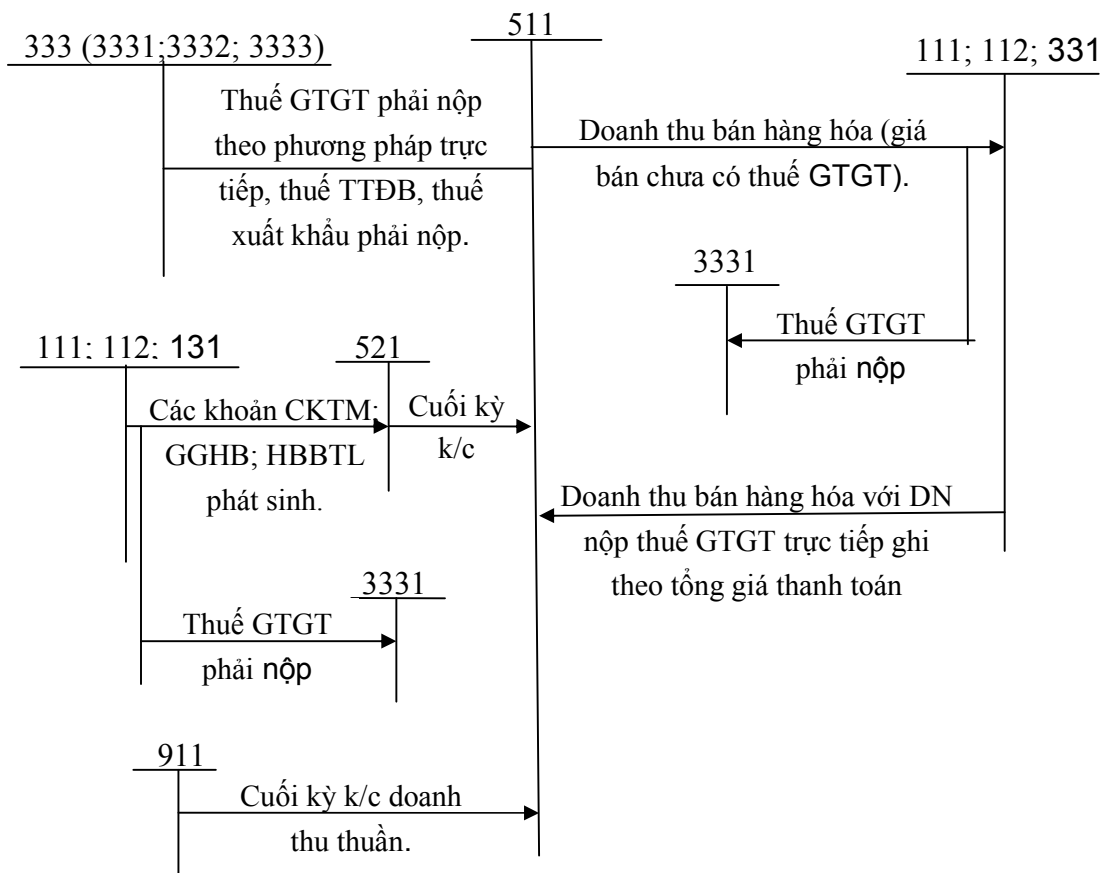 511
333 (3331;3332; 3333)
111; 112; 331
Thuế GTGT phải nộp
theo phương pháp trực
tiếp, thuế TTĐB, thuế
xuất khẩu phải nộp.
Doanh thu bán hàng hóa (giá
bán chưa có thuế GTGT).
3331
Thuế GTGT
phải nộp
111; 112; 131
521
Các khoản CKTM;
GGHB; HBBTL
phát sinh.
Cuối kỳ
k/c
Doanh thu bán hàng hóa với DN
nộp thuế GTGT trực tiếp ghi
theo tổng giá thanh toán
3331
Thuế GTGT
phải nộp
911
Cuối kỳ k/c doanh
thu thuần.